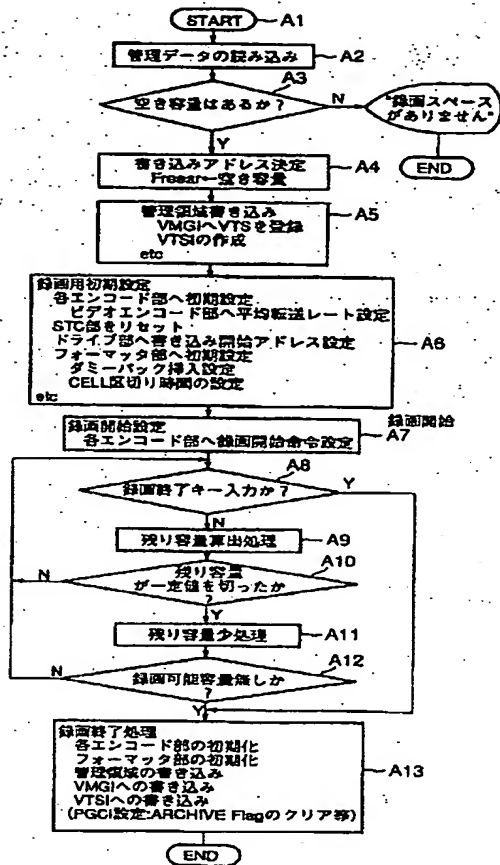 START
A1
管理データの読み込み
A2
A3
空き容量はあるか?
N
"録画スペース
がありません"
Y
END
書き込みアドレス決定
Freear←空き容量
A4
管理領域書き込み
VMGIへVTSを登録
VTSIの作成
etc
A5
録画用初期設定
各エンコード部へ初期設定
ビデオエンコード部へ平均転送レート設定
STC部をリセット
ドライブ部へ書き込み開始アドレス設定
フォーマッタ部へ初期設定
ダミーパック挿入設定
CELL区切り時間の設定
etc
A6
録画開始設定
各エンコード部へ録画開始命令設定
録画開始
A7
A8
録画終了キー入力か?
Y
N
残り容量算出処理
A9
A10
残り容量
が一定値を切ったか
?
N
Y
残り容量少処理
A11
A12
録画可能容量無しか
?
N
Y
録画終了処理
各エンコード部の初期化
フォーマッタ部の初期化
管理領域の書き込み
VMGIへの書き込み
VTSIへの書き込み
(PGCI設定:ARCHIVE Flagのクリア等)
A13
END